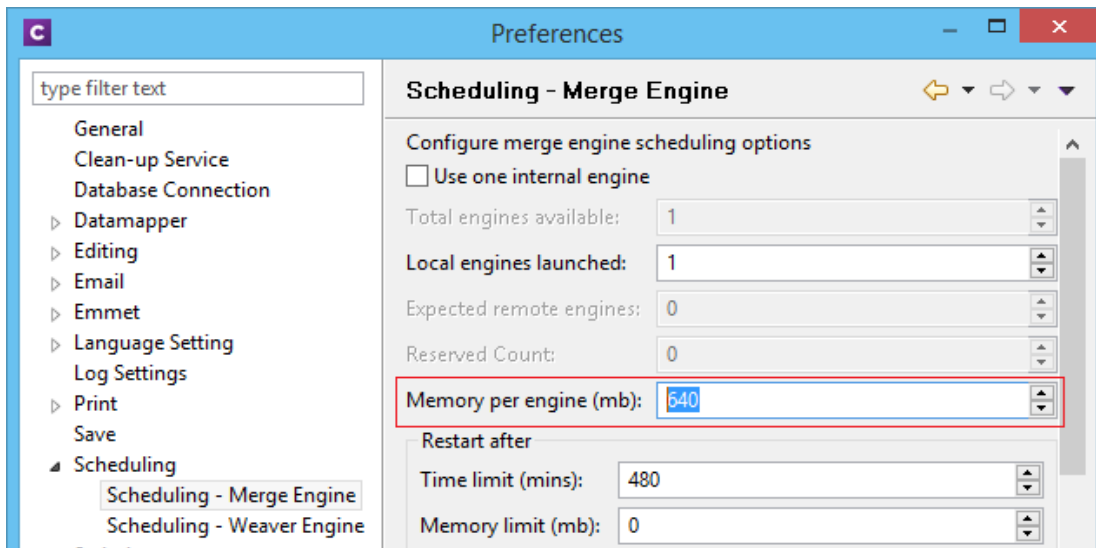 C
Preferences
type filter text
General
Clean-up Service
Database Connection
Datamapper
Editing
Email
Emmet
Language Setting
Log Settings
Print
Save
Scheduling
Scheduling - Merge Engine
Scheduling - Weaver Engine
Scheduling - Merge Engine
Configure merge engine scheduling options
Use one internal engine
Total engines available: 1
Local engines launched: 1
Expected remote engines: 0
Reserved Count: 0
Memory per engine (mb): 640
Restart after
Time limit (mins): 480
Memory limit (mb): 0